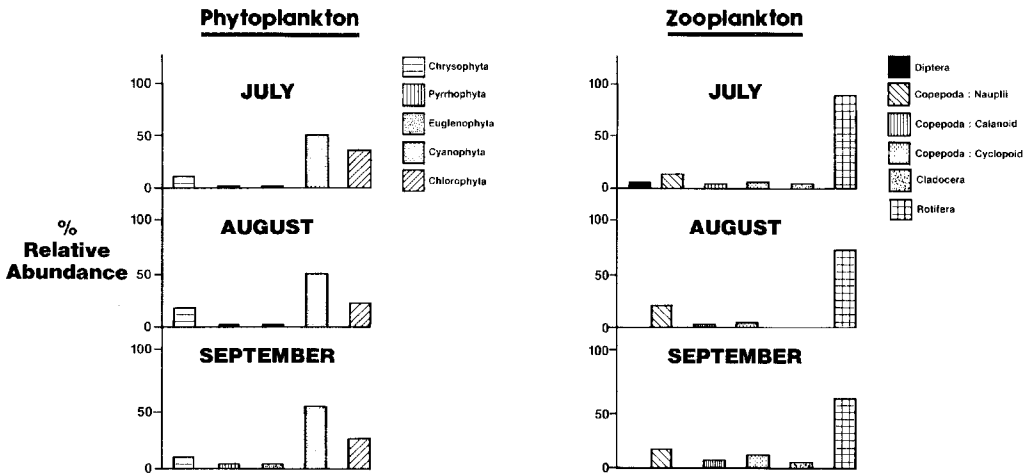 Phytoplankton
100
50
0
JULY
Chrysophyta
Pyrrhophyta
Euglenophyta
Cyanophyta
Chlorophyta
%
Relative
Abundance
100
50
0
AUGUST
100
50
0
SEPTEMBER
Zooplankton
100
50
0
JULY
Diptera
Copepoda : Nauplii
Copepoda : Calanoid
Copepoda : Cyclopoid
Cladocera
Rotifera
100
50
0
AUGUST
100
50
0
SEPTEMBER